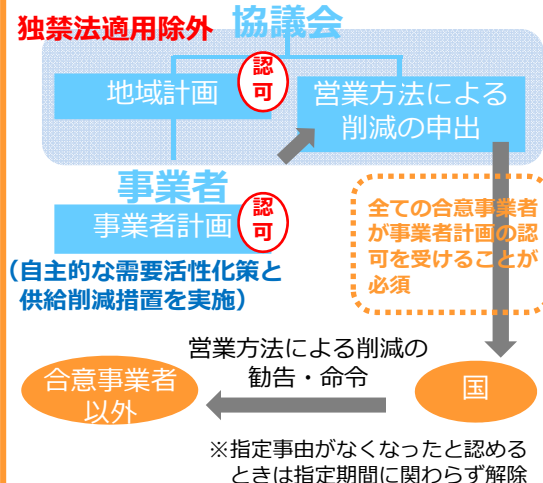 独禁法適用除外
協議会
地域計画
認
可
営業方法による
削減の申出
事業者
事業者計画
認
可
(自主的な需要活性化策と
供給削減措置を実施)
全ての合意事業者
が事業者計画の認
可を受けることが
必須
営業方法による削減の
勧告・命令
合意事業者
以外
国
※指定事由がなくなったと認める
ときは指定期間に関わらず解除